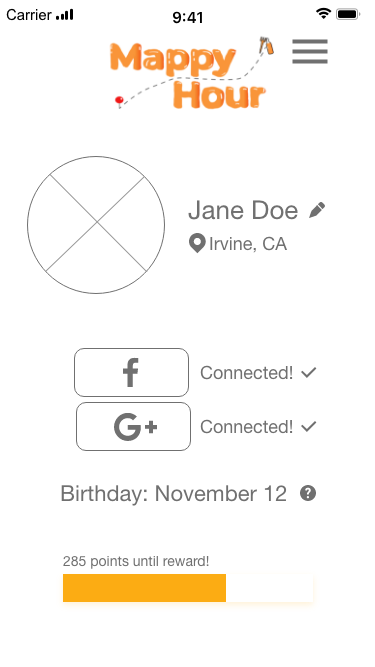 Carrier 9:41
Mappy
Hour
Jane Doe
Irvine, CA
f Connected!
G+ Connected!
Birthday: November 12 ?
285 points until reward!